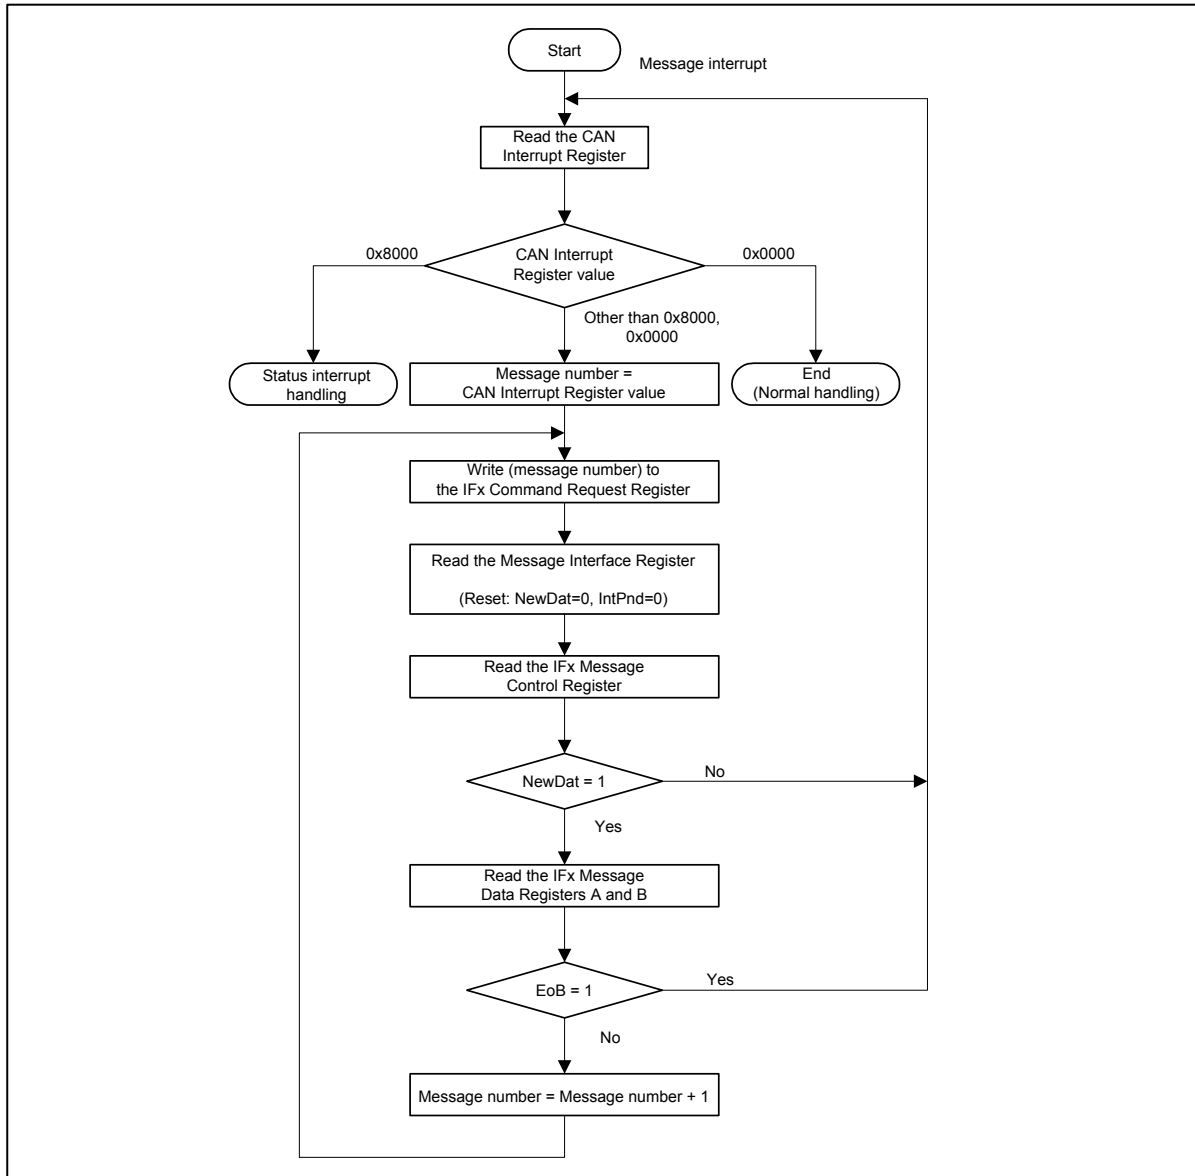 Start
Message interrupt
Read the CAN
Interrupt Register
0x8000
CAN Interrupt
Register value
0x0000
Other than 0x8000,
0x0000
Status interrupt
handling
Message number =
CAN Interrupt Register value
End
(Normal handling)
Write (message number) to
the IFx Command Request Register
Read the Message Interface Register
(Reset: NewDat=0, IntPnd=0)
Read the IFx Message
Control Register
NewDat = 1
No
Yes
Read the IFx Message
Data Registers A and B
EoB = 1
Yes
No
Message number = Message number + 1